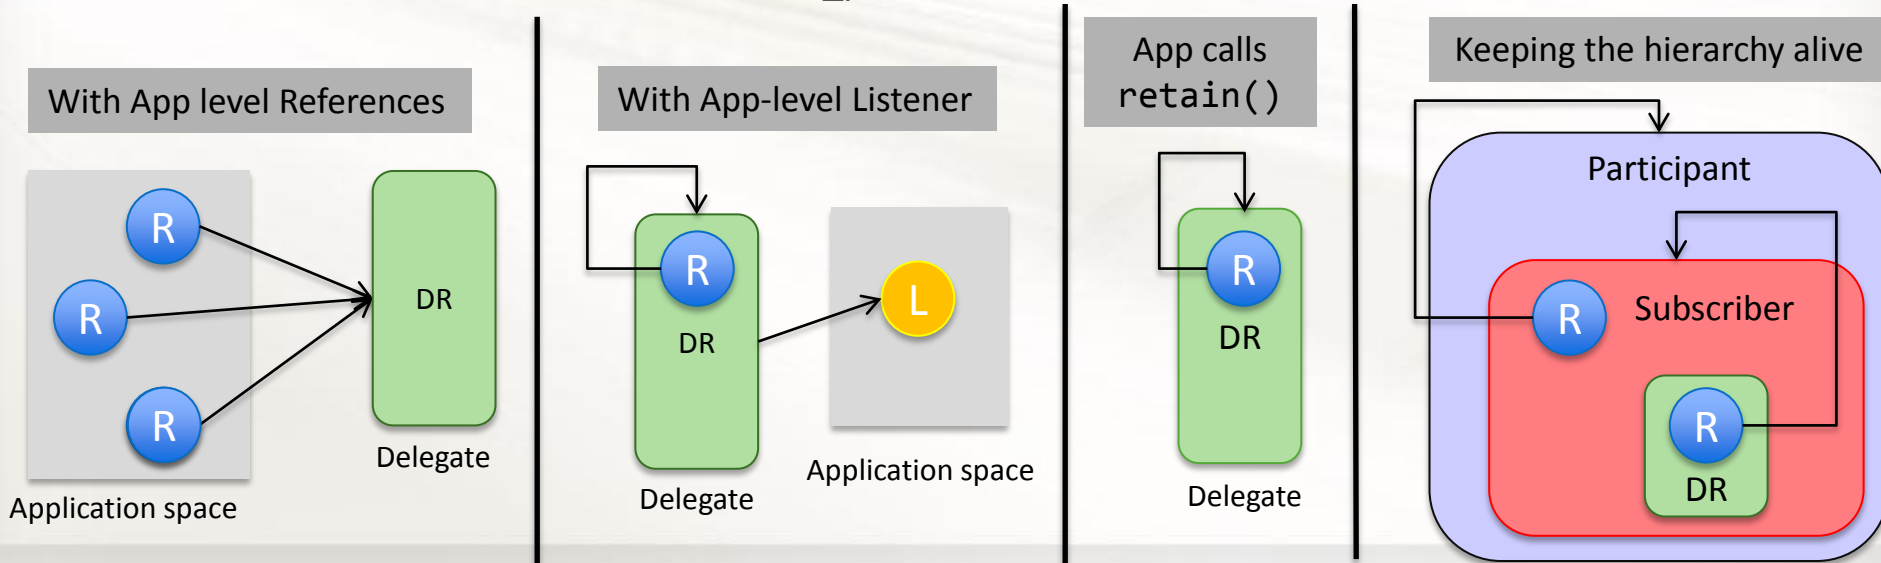 With App level References
R
R
R
DR
Delegate
Application space
With App-level Listener
R
DR
Delegate
L
Application space
App calls
retain()
R
DR
Delegate
Keeping the hierarchy alive
Participant
R
Subscriber
R
DR